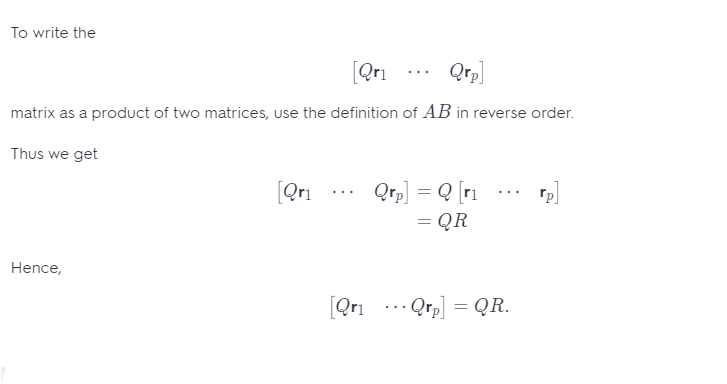 To write the
[Qr₁ ⋯ Qrₚ]
matrix as a product of two matrices, use the definition of AB in reverse order.
Thus we get
[Qr₁ ⋯ Qrₚ] = Q [r₁ ⋯ rₚ]
= QR
Hence,
[Qr₁ ⋯ Qrₚ] = QR.